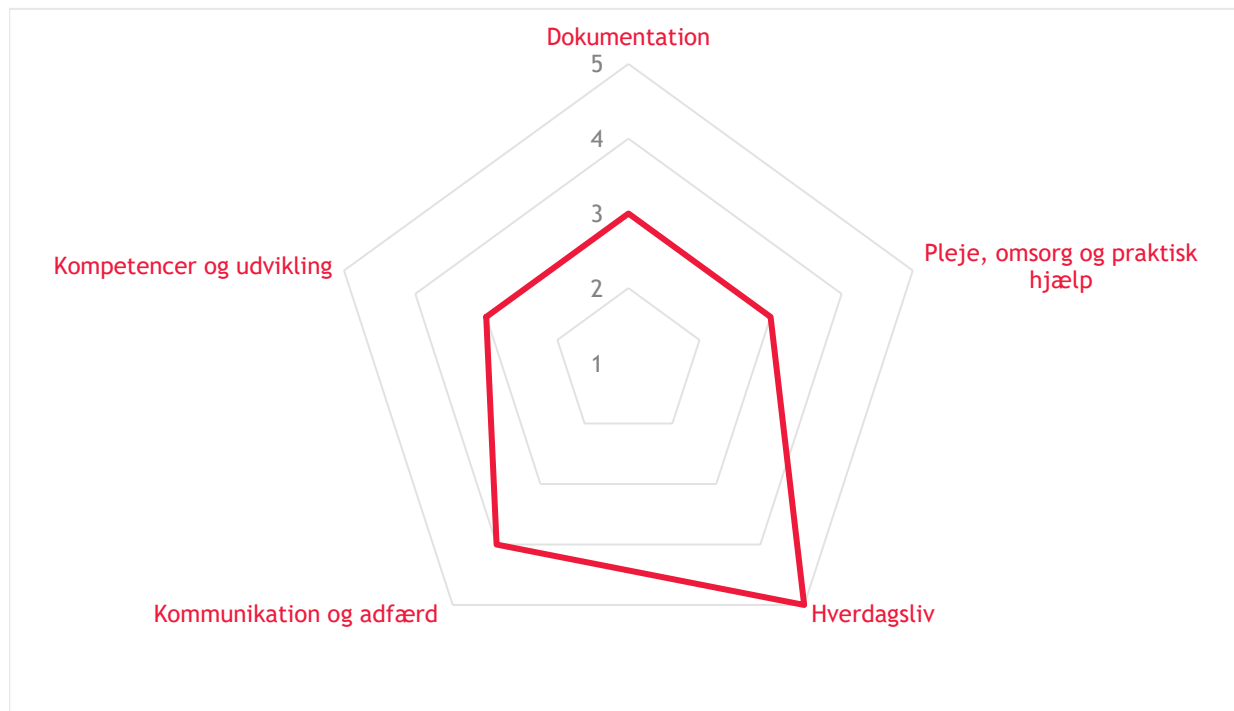 Dokumentation
5
4
3
2
1
Pleje, omsorg og praktisk
hjælp
Kompetencer og udvikling
Kommunikation og adfærd
Hverdagsliv